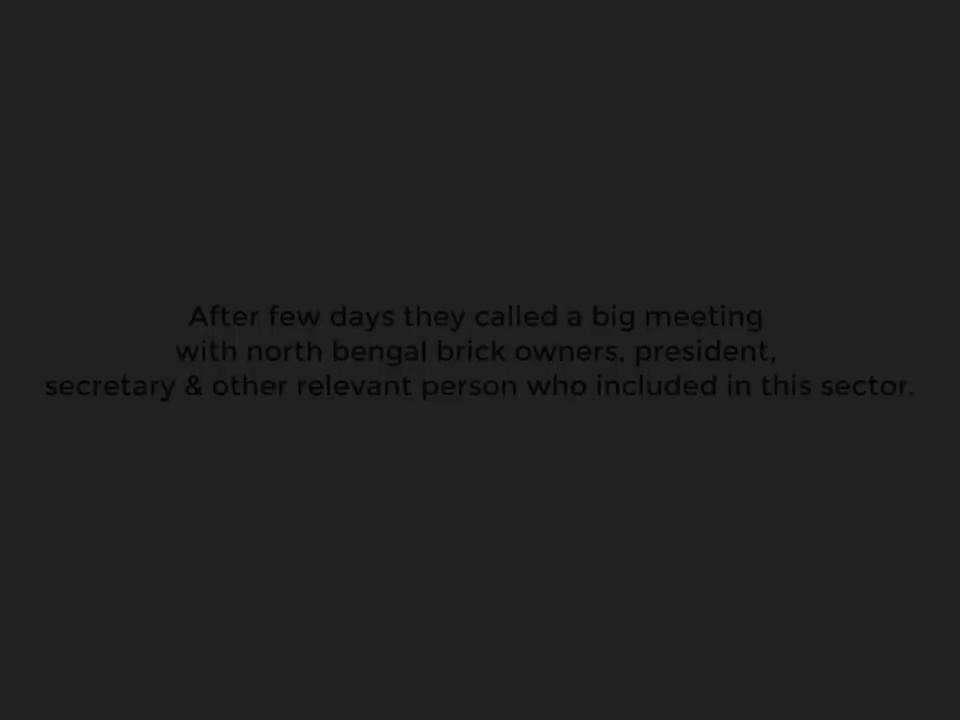 After few days they called a big meeting
with north bengal brick owners, president,
secretary & other relevant person who included in this sector.